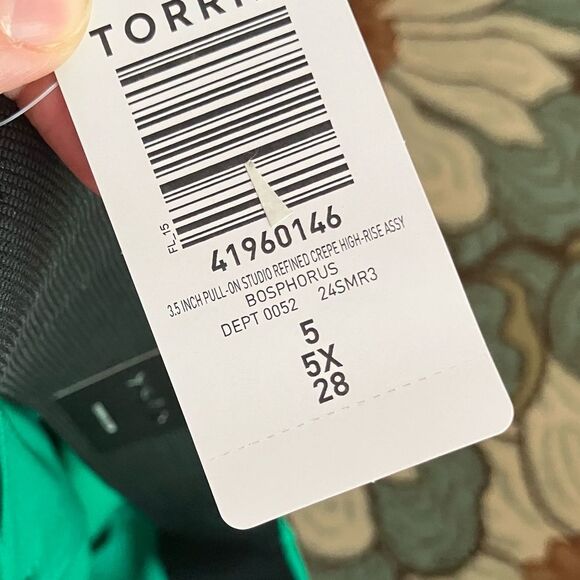 TORRI
FL_15
41960146
3.5 INCH PULL-ON STUDIO REFINED CREPE HIGH-RISE ASSY
BOSPHORUS
DEPT 0052 24SMR3
5
5X
28